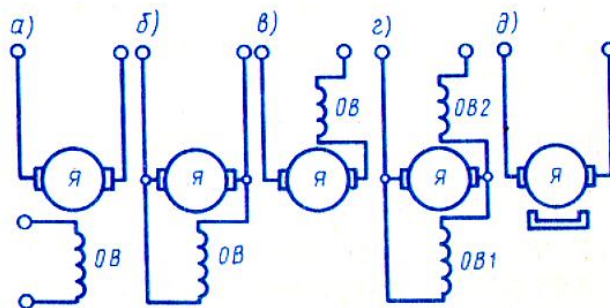 а) б) в) г) д)
ОВ ОВ2
Я Я Я Я Я
ОВ ОВ ОВ1